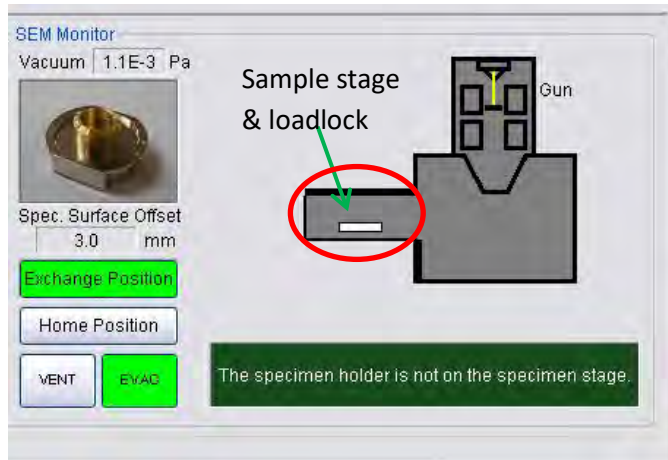 SEM Monitor
Vacuum 1.1E-3 Pa
Sample stage
& loadlock
Gun
Spec. Surface Offset
3.0 mm
Exchange Position
Home Position
VENT EVAC
The specimen holder is not on the specimen stage.